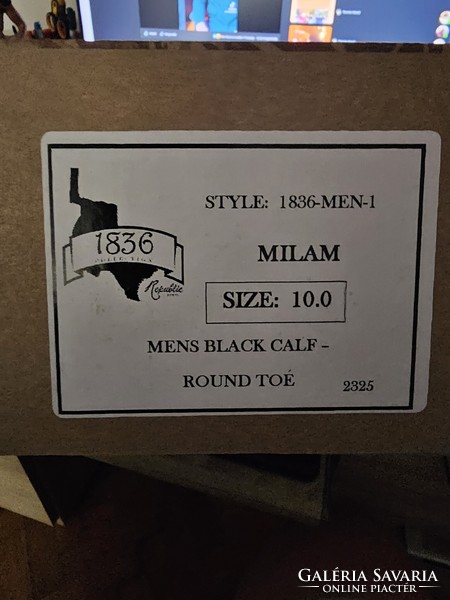 STYLE: 1836-MEN-1
1836
COLLECTION
Republic
MILAM
SIZE: 10.0
MENS BLACK CALF –
ROUND TOÉ
2325
GALÉRIA SAVARIA
ONLINE PIACTÉR